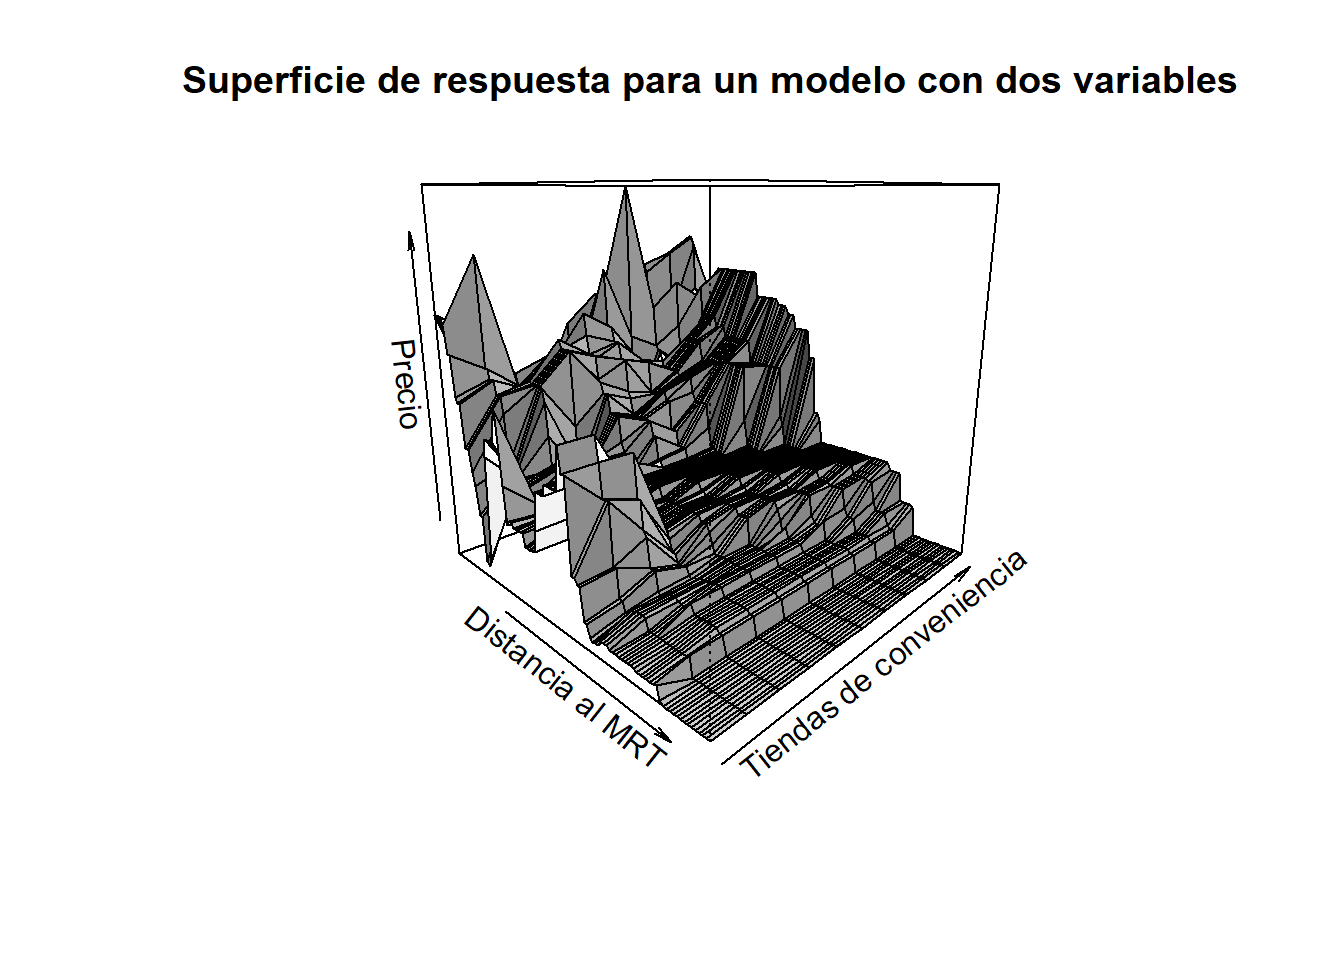 Superficie de respuesta para un modelo con dos variables
Precio
Distancia al MRT
Tiendas de conveniencia